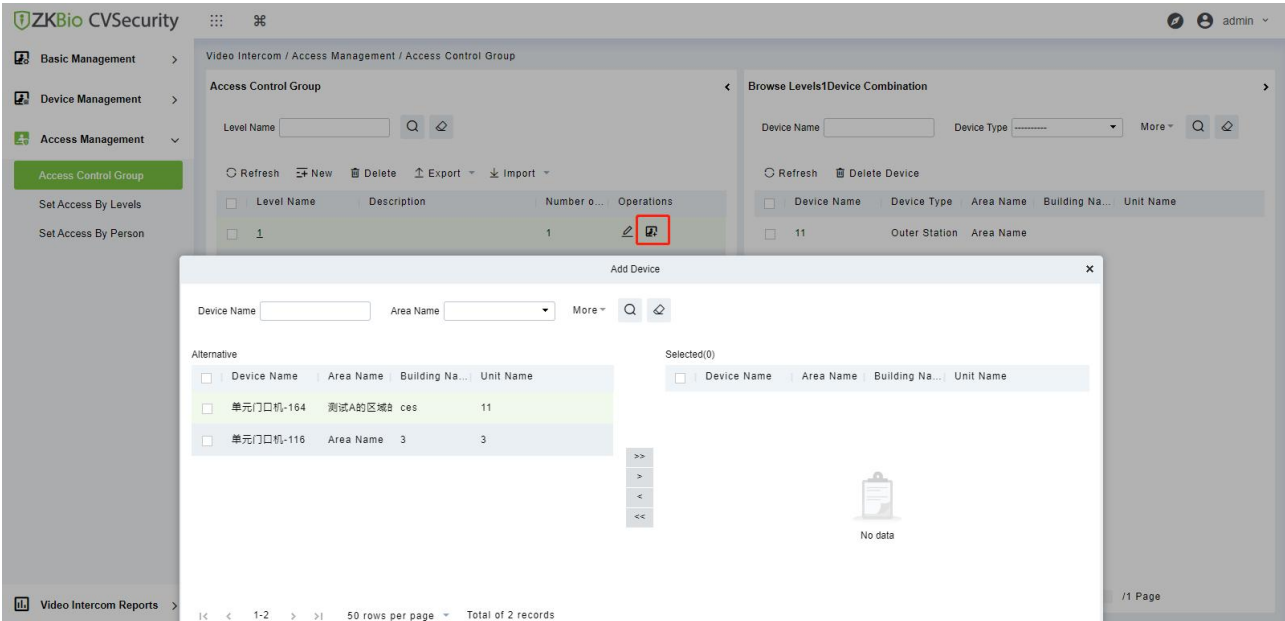 ZKBio CVSecurity
admin
Basic Management
Device Management
Access Management
Access Control Group
Set Access By Levels
Set Access By Person
Video Intercom Reports
Video Intercom / Access Management / Access Control Group
Access Control Group
Level Name
Refresh New Delete Export Import
Level Name Description Number o... Operations
1 1
Browse Levels1Device Combination
Device Name Device Type ---------- More
Refresh Delete Device
Device Name Device Type Area Name Building Na... Unit Name
11 Outer Station Area Name
/1 Page
Add Device
Device Name Area Name More
Alternative
Device Name Area Name Building Na... Unit Name
单元门口机-164 测试A的区域 ces 11
单元门口机-116 Area Name 3 3
>>
>
<
<<
Selected(0)
Device Name Area Name Building Na... Unit Name
No data
|< < 1-2 > >| 50 rows per page Total of 2 records